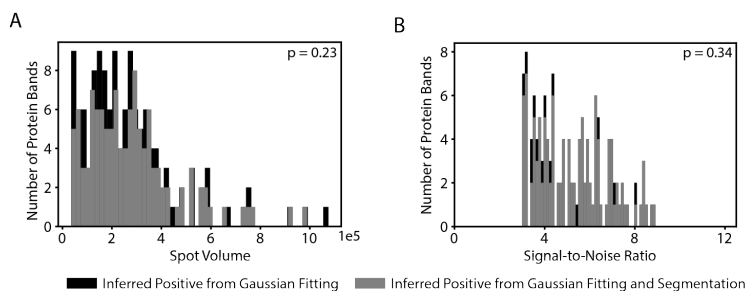 A
p = 0.23
Number of Protein Bands
8
6
4
2
0
0
2
4
6
8
10
1e5
Spot Volume
B
p = 0.34
Number of Protein Bands
8
6
4
2
0
0
4
8
12
Signal-to-Noise Ratio
Inferred Positive from Gaussian Fitting
Inferred Positive from Gaussian Fitting and Segmentation